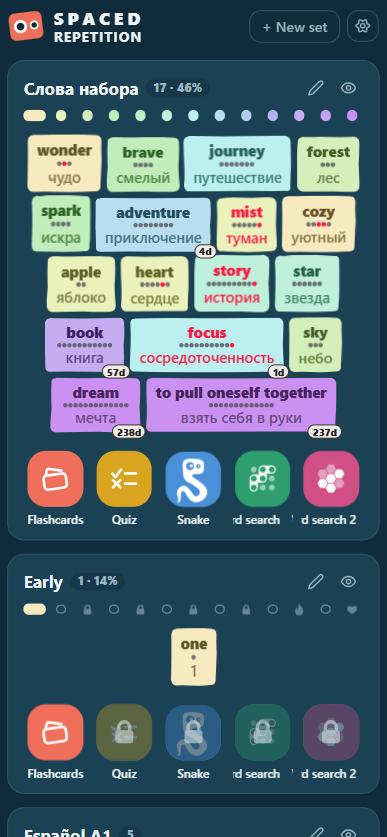 SPACED
REPETITION
+ New set
Слова набора 17 · 46%
wonder brave journey forest
чудо смелый путешествие лес
spark adventure mist cozy
искра приключение туман уютный
4d
apple heart story star
яблоко сердце история звезда
book focus sky
книга сосредоточенность небо
57d 1d
dream to pull oneself together
мечта взять себя в руки
238d 237d
Flashcards Quiz Snake rd search d search 2
Early 1 · 14%
one
1
Flashcards Quiz Snake rd search d search 2
Español A1 5